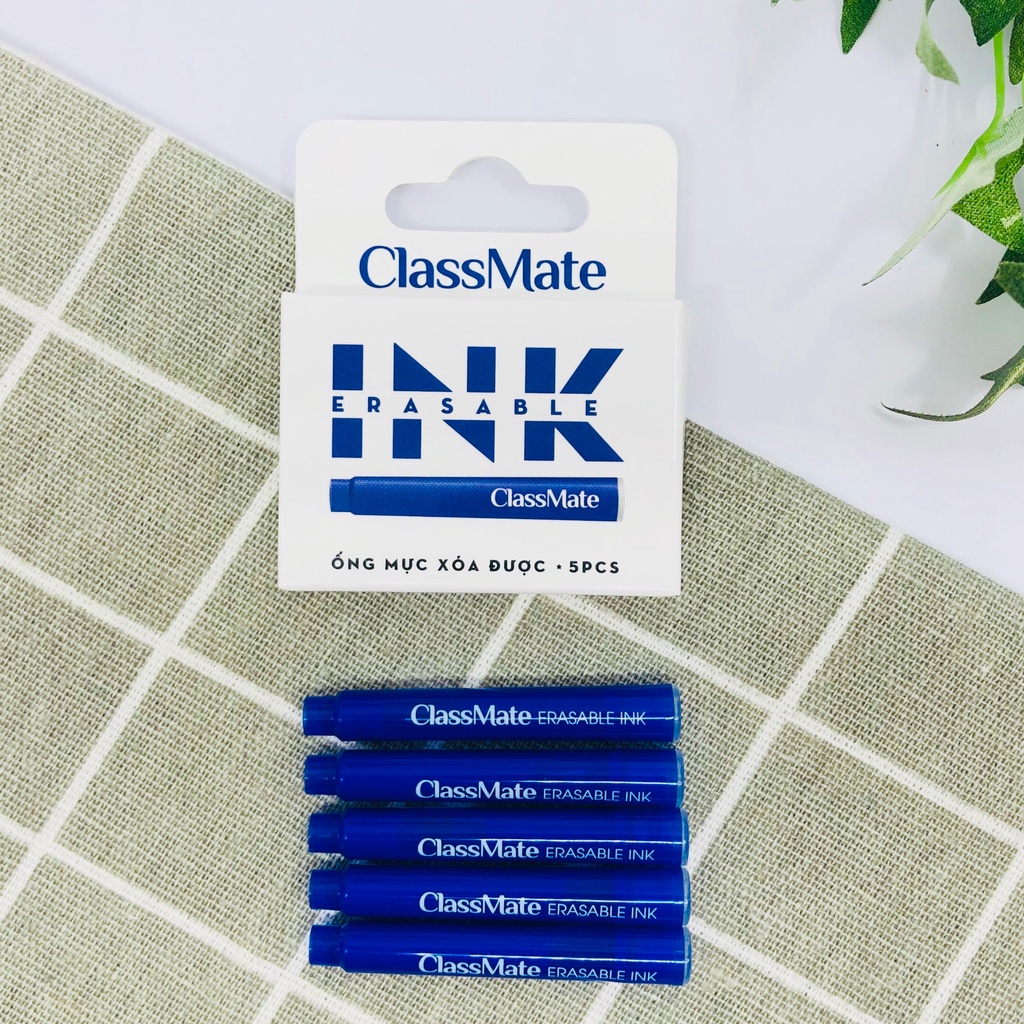 ClassMate
INK
ERASABLE
ClassMate
ỐNG MỰC XÓA ĐƯỢC • 5PCS
ClassMate ERASABLE INK
ClassMate ERASABLE INK
ClassMate ERASABLE INK
ClassMate ERASABLE INK
ClassMate ERASABLE INK